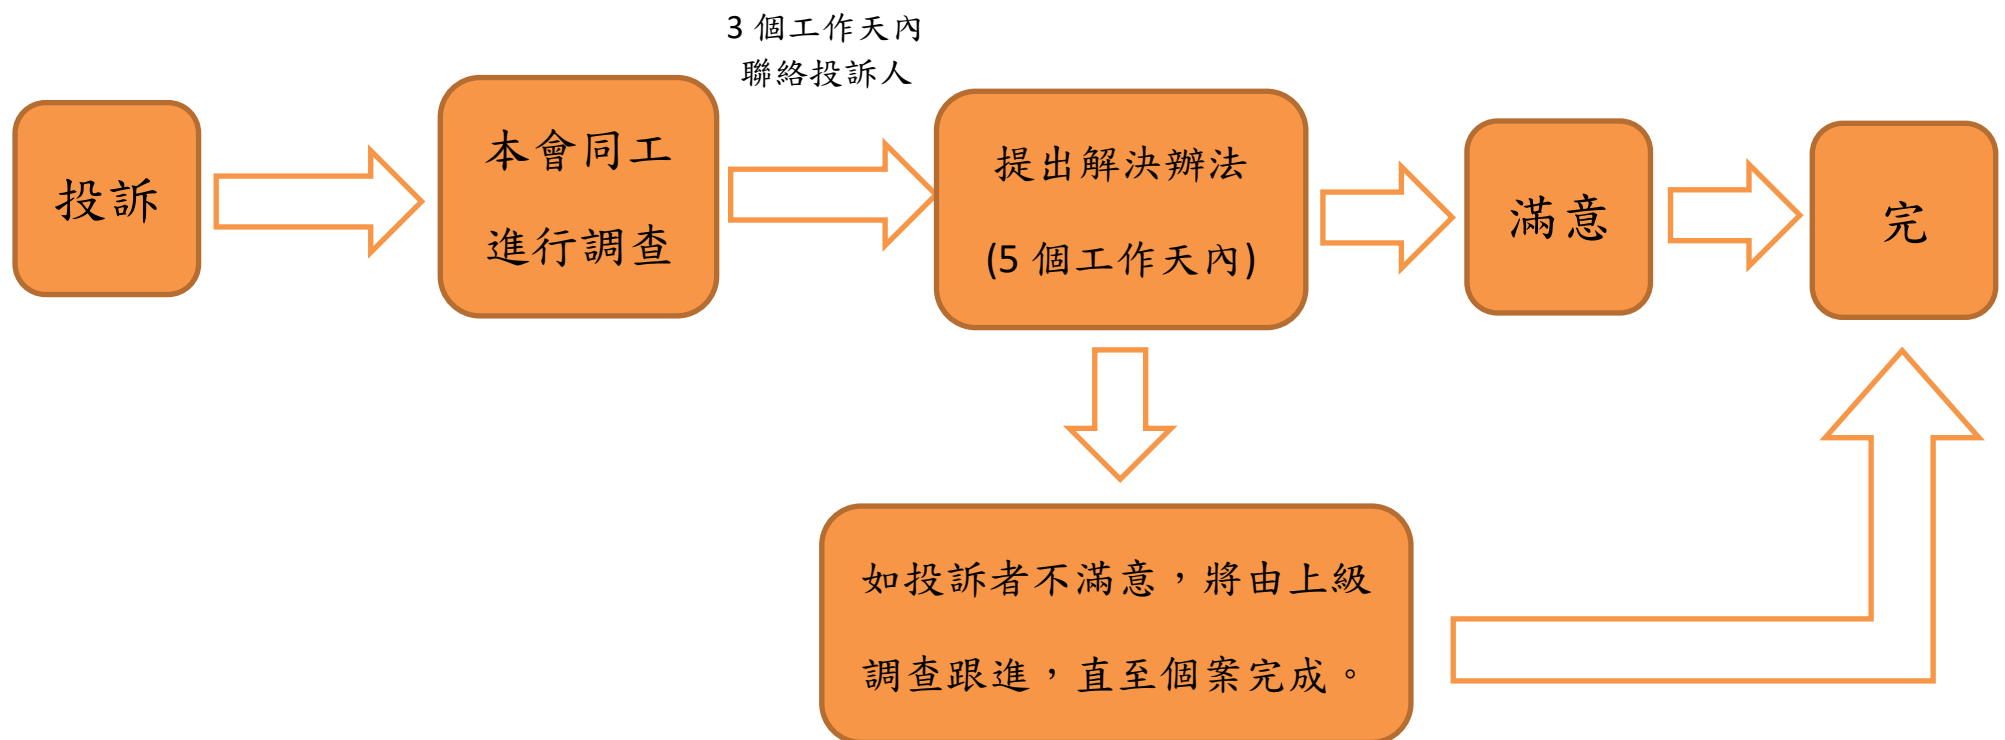 3 個工作天內
聯絡投訴人
投訴
本會同工
進行調查
提出解決辦法
(5 個工作天內)
滿意
完
如投訴者不滿意，將由上級
調查跟進，直至個案完成。